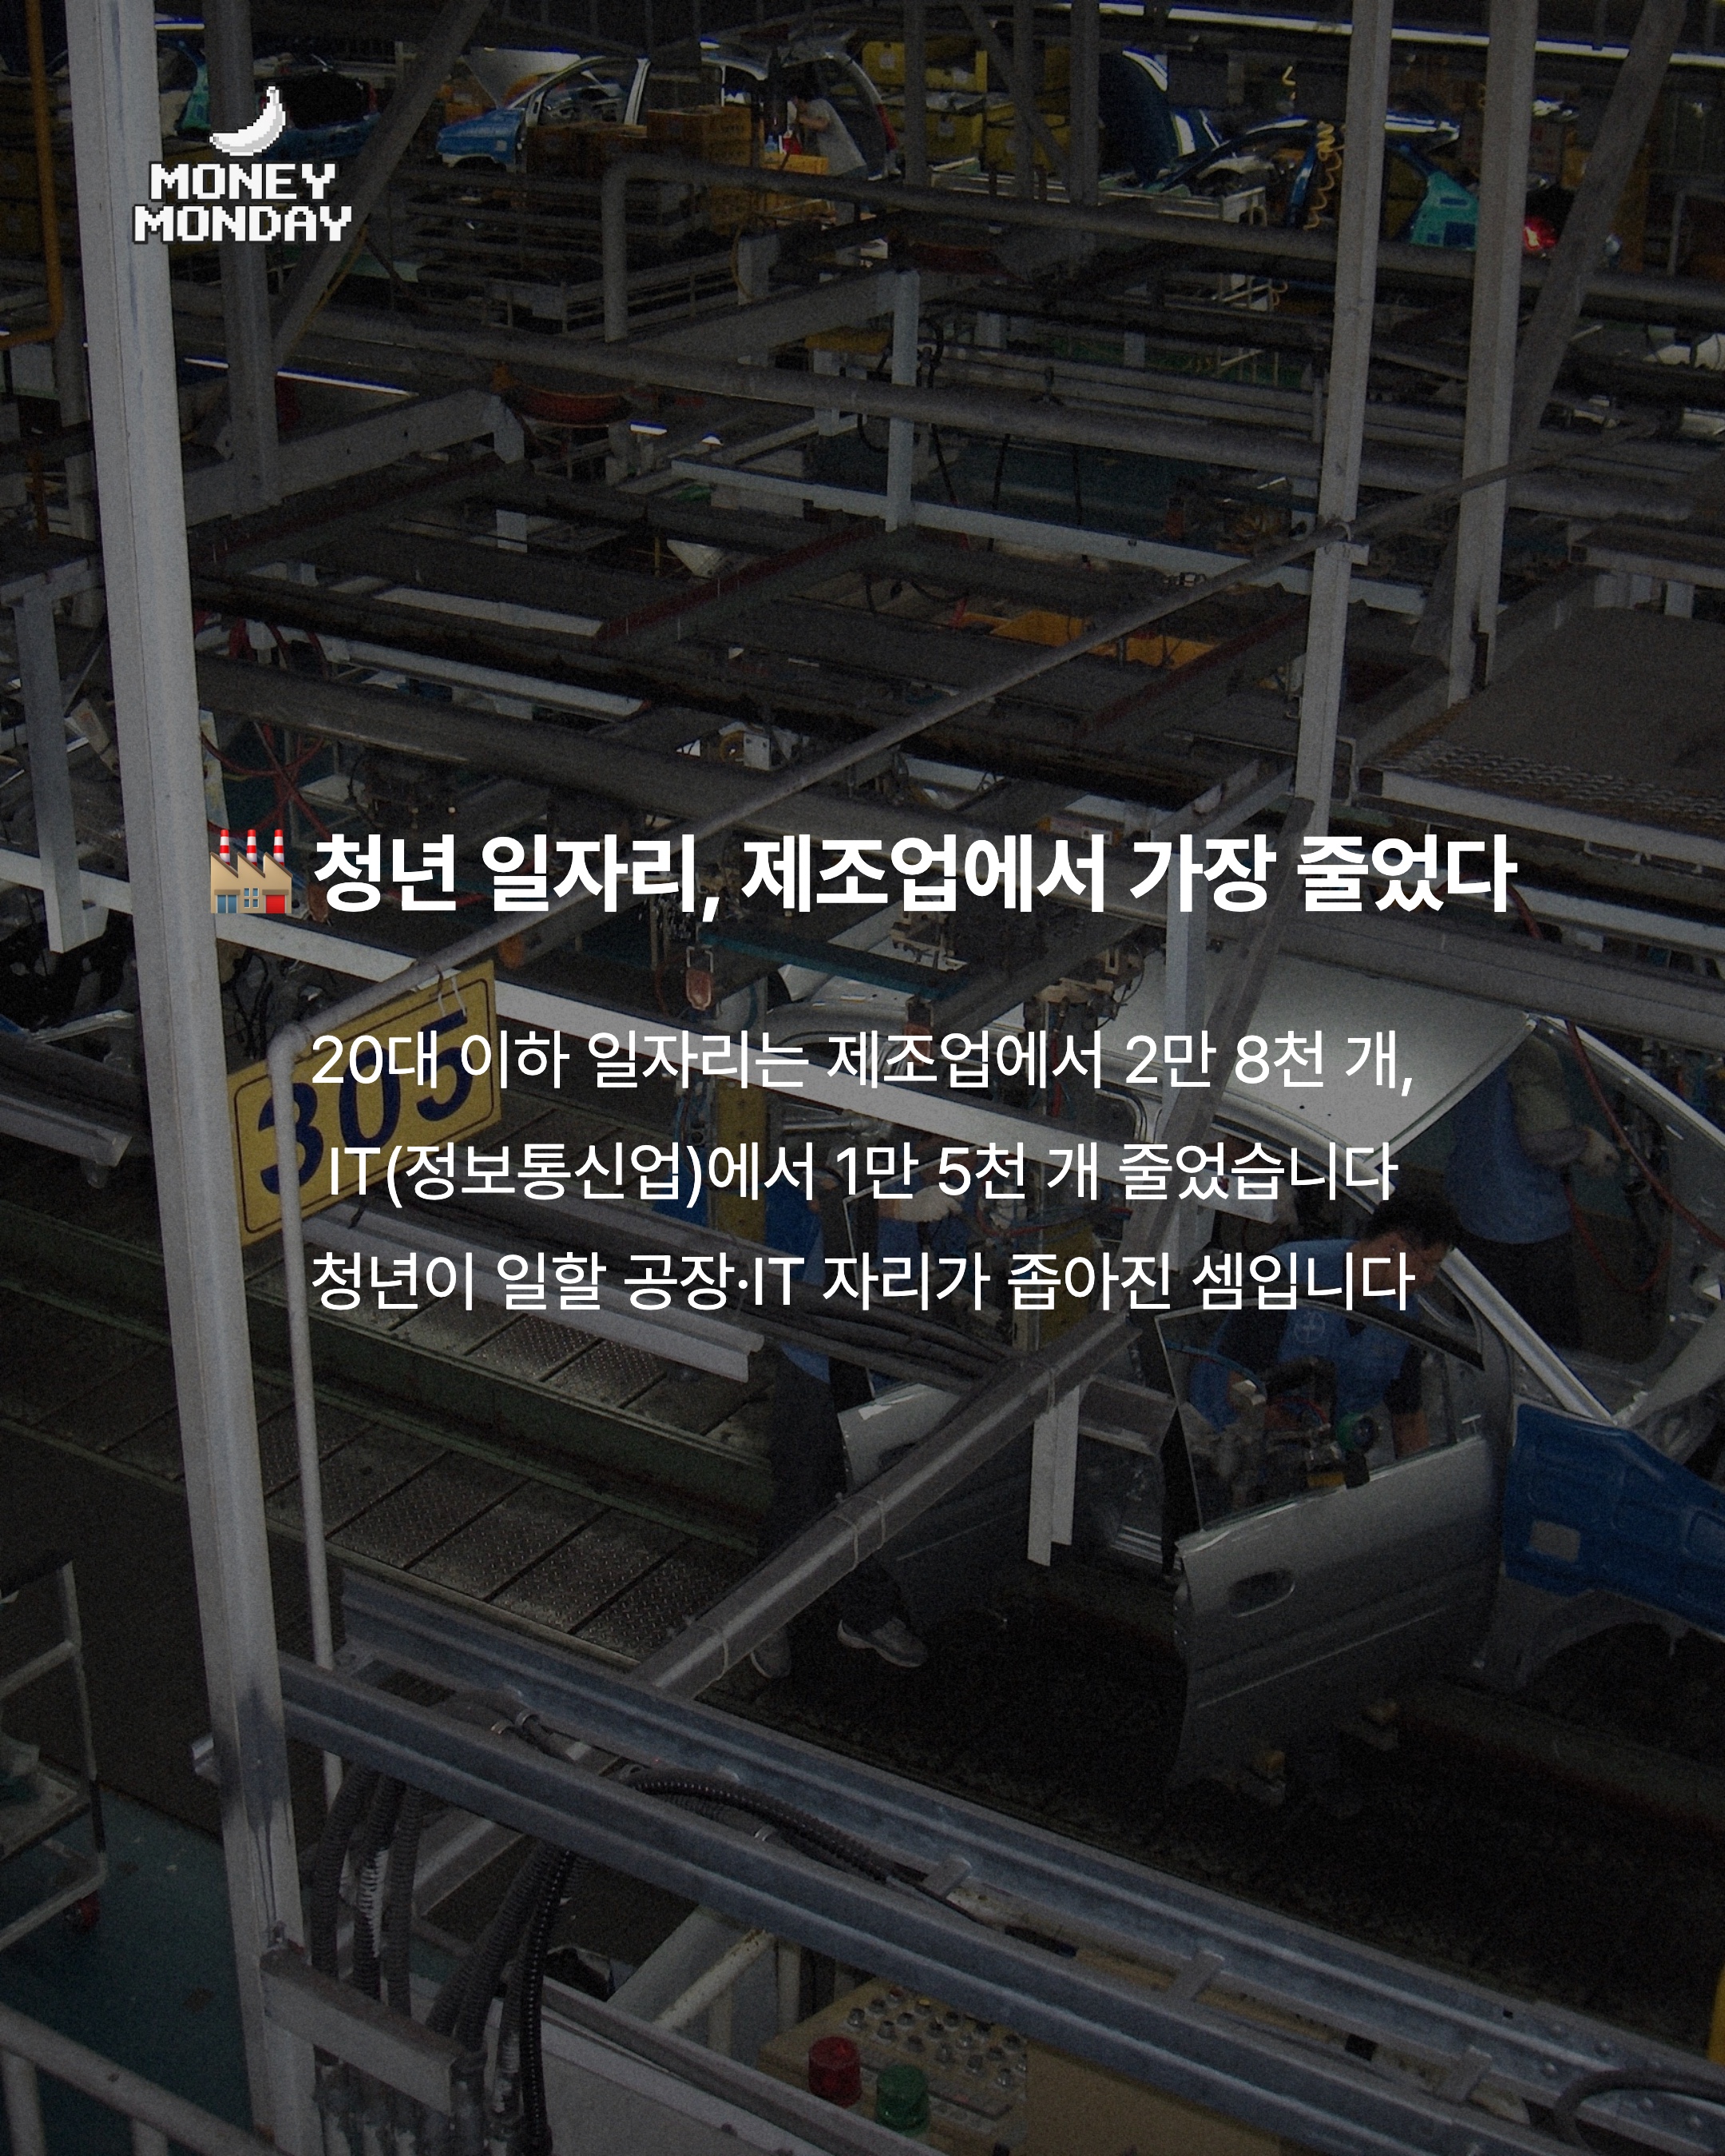 MONEY
MONDAY
🏭 청년 일자리, 제조업에서 가장 줄었다
305
20대 이하 일자리는 제조업에서 2만 8천 개,
IT(정보통신업)에서 1만 5천 개 줄었습니다
청년이 일할 공장·IT 자리가 좁아진 셈입니다